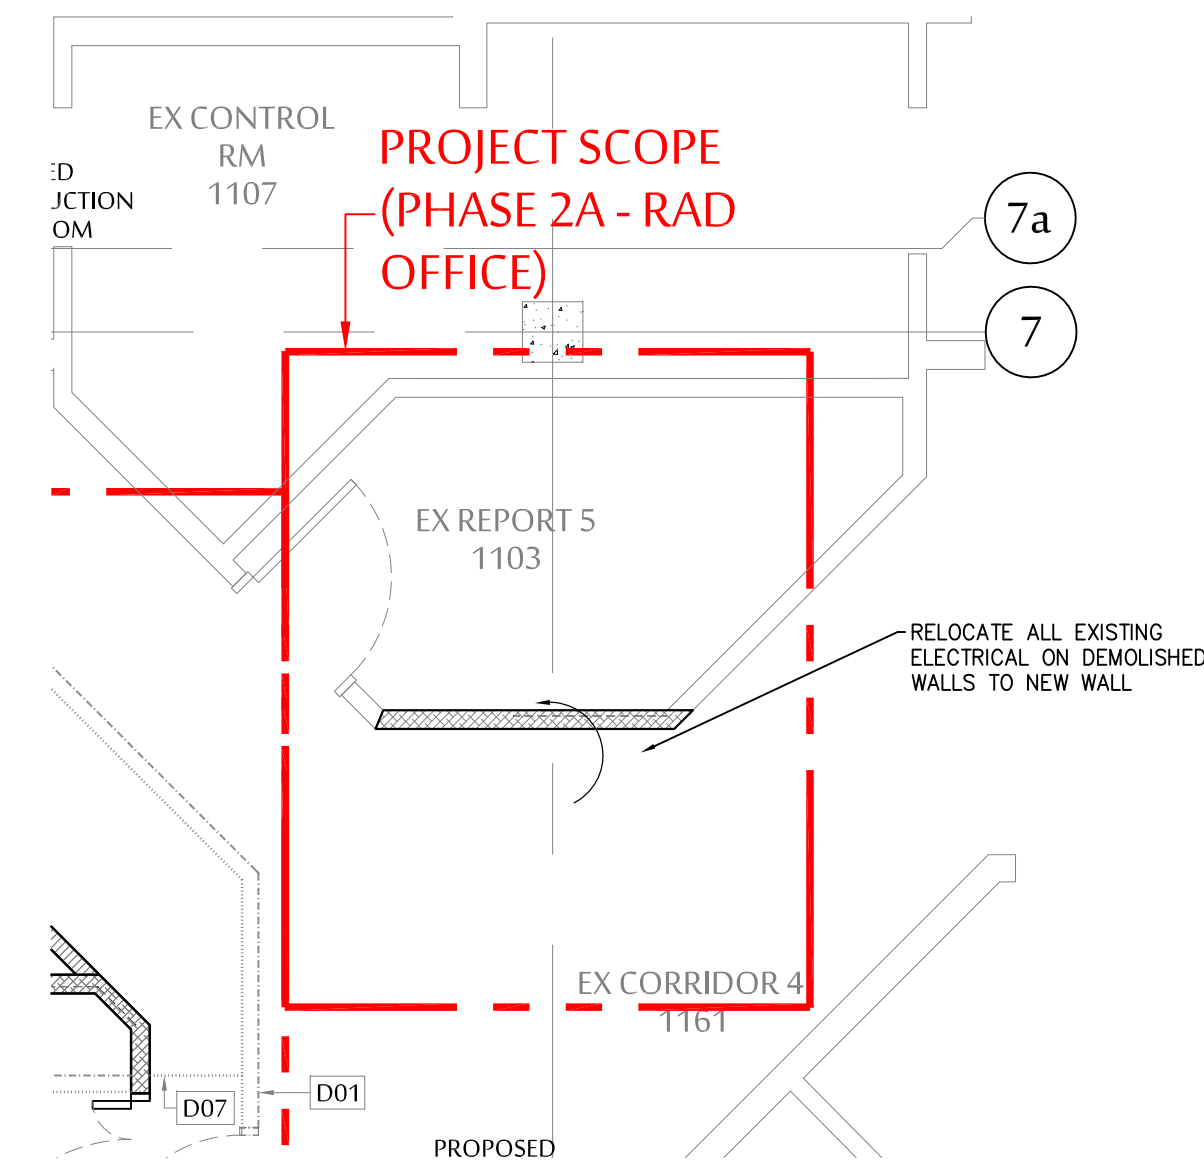 EX CONTROL
RM
1107
PROJECT SCOPE
(PHASE 2A - RAD
OFFICE)
OM
7a
7
EX REPORT 5
1103
RELOCATE ALL EXISTING
ELECTRICAL ON DEMOLISHED
WALLS TO NEW WALL
EX CORRIDOR 4
1161
D01
D07
PROPOSED